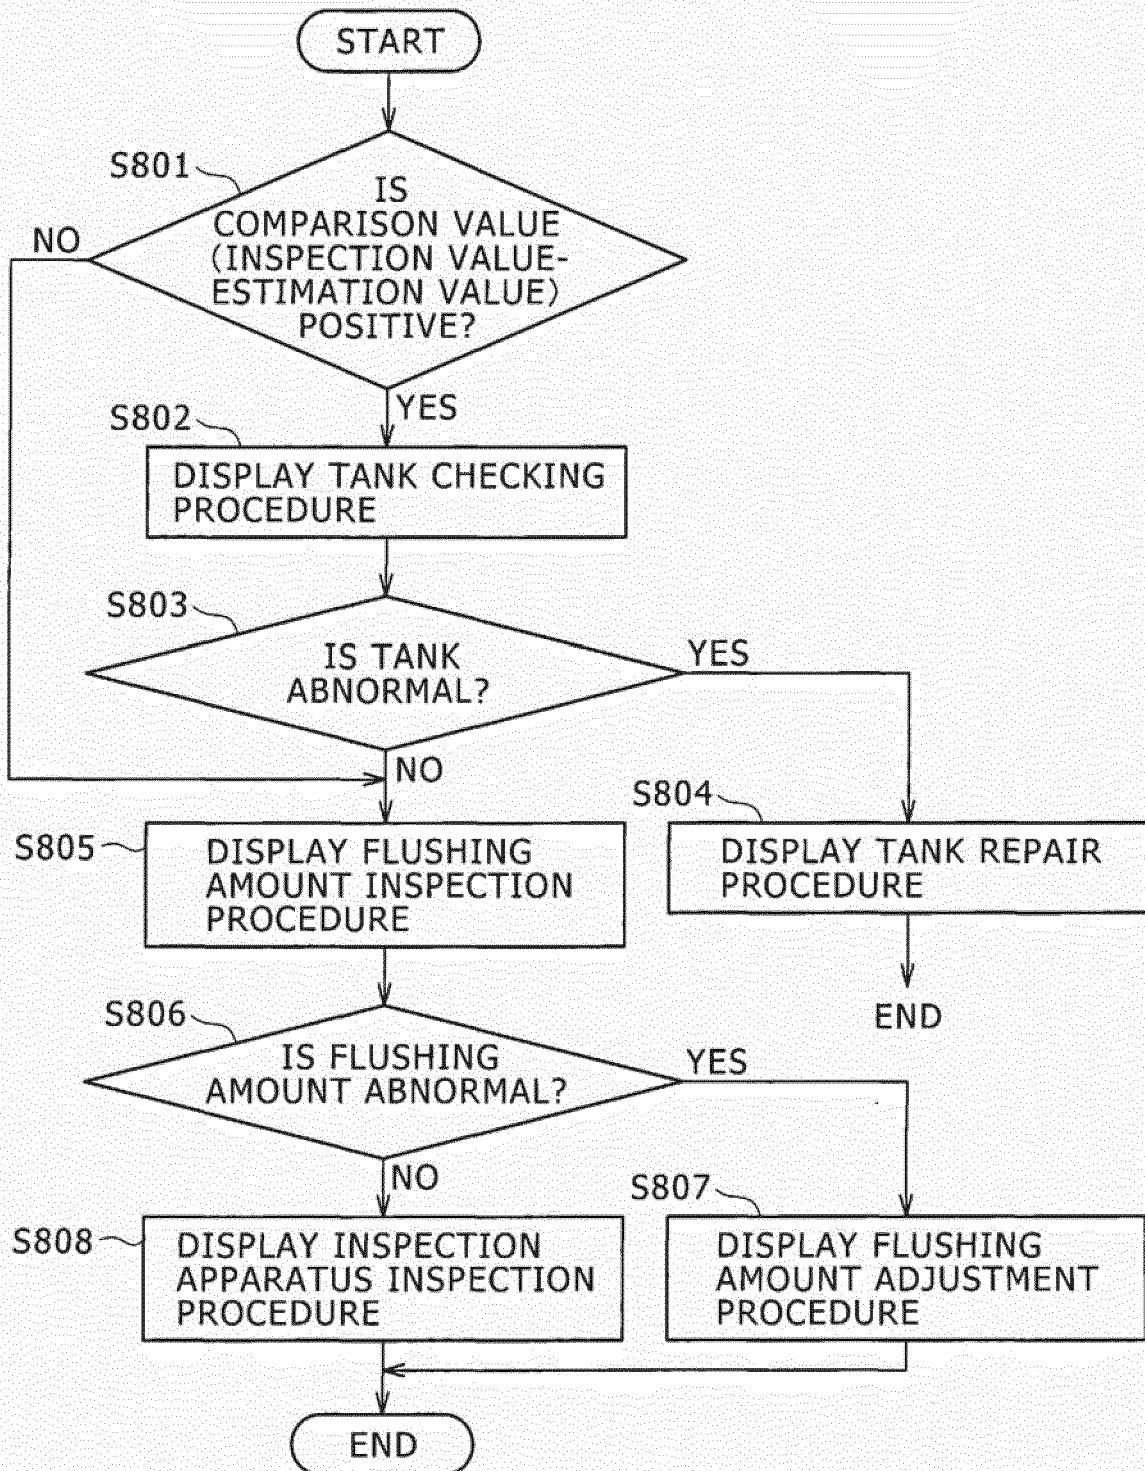 START
S801
IS
COMPARISON VALUE
(INSPECTION VALUE-
ESTIMATION VALUE)
POSITIVE?
NO
YES
S802
DISPLAY TANK CHECKING
PROCEDURE
S803
IS TANK
ABNORMAL?
YES
NO
S804
DISPLAY TANK REPAIR
PROCEDURE
END
S805
DISPLAY FLUSHING
AMOUNT INSPECTION
PROCEDURE
S806
IS FLUSHING
AMOUNT ABNORMAL?
YES
NO
S807
DISPLAY FLUSHING
AMOUNT ADJUSTMENT
PROCEDURE
S808
DISPLAY INSPECTION
APPARATUS INSPECTION
PROCEDURE
END